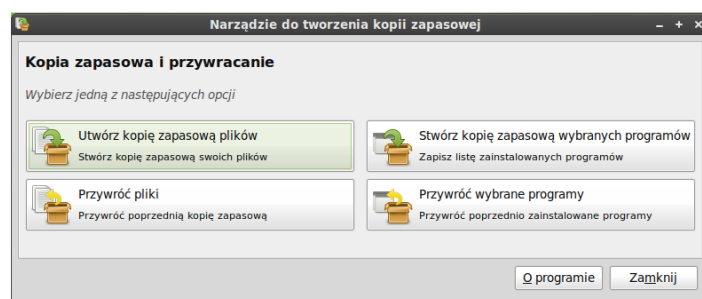 Narządzie do tworzenia kopii zapasowej
Kopia zapasowa i przywracanie
Wybierz jedną z następujących opcji
Utwórz kopię zapasową plików
Stwórz kopię zapasową swoich plików
Stwórz kopię zapasową wybranych programów
Zapisz listę zainstalowanych programów
Przywróć pliki
Przywróć poprzednią kopię zapasową
Przywróć wybrane programy
Przywróć poprzednio zainstalowane programy
O programie
Zamknij